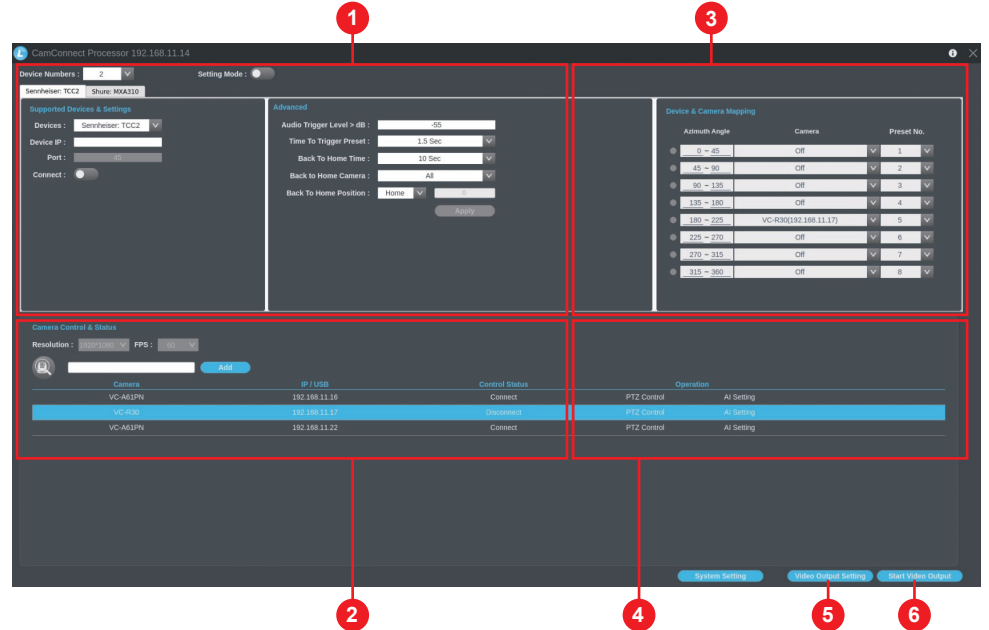 1 3
CamConnect Processor 192.168.11.14
Device Numbers : 2 Setting Mode :
Sennheiser: TCC2 Shure: MXA310
Supported Devices & Settings
Devices : Sennheiser: TCC2
Device IP :
Port : 45
Connect :
Advanced
Audio Trigger Level > dB : -55
Time To Trigger Preset : 1.5 Sec
Back To Home Time : 10 Sec
Back to Home Camera : All
Back To Home Position : Home 0
Apply
Device & Camera Mapping
Azimuth Angle Camera Preset No.
0 ~ 45 Off 1
45 ~ 90 Off 2
90 ~ 135 Off 3
135 ~ 180 Off 4
180 ~ 225 VC-R30(192.168.11.17) 5
225 ~ 270 Off 6
270 ~ 315 Off 7
315 ~ 360 Off 8
Camera Control & Status
Resolution : 1920*1080 FPS : 60
Add
Camera IP / USB Control Status Operation
VC-A61PN 192.168.11.16 Connect PTZ Control AI Setting
VC-R30 192.168.11.17 Disconnect PTZ Control AI Setting
VC-A61PN 192.168.11.22 Connect PTZ Control AI Setting
System Setting Video Output Setting Start Video Output
2 4 5 6